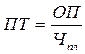 ПТ = ОП / Ч_пп